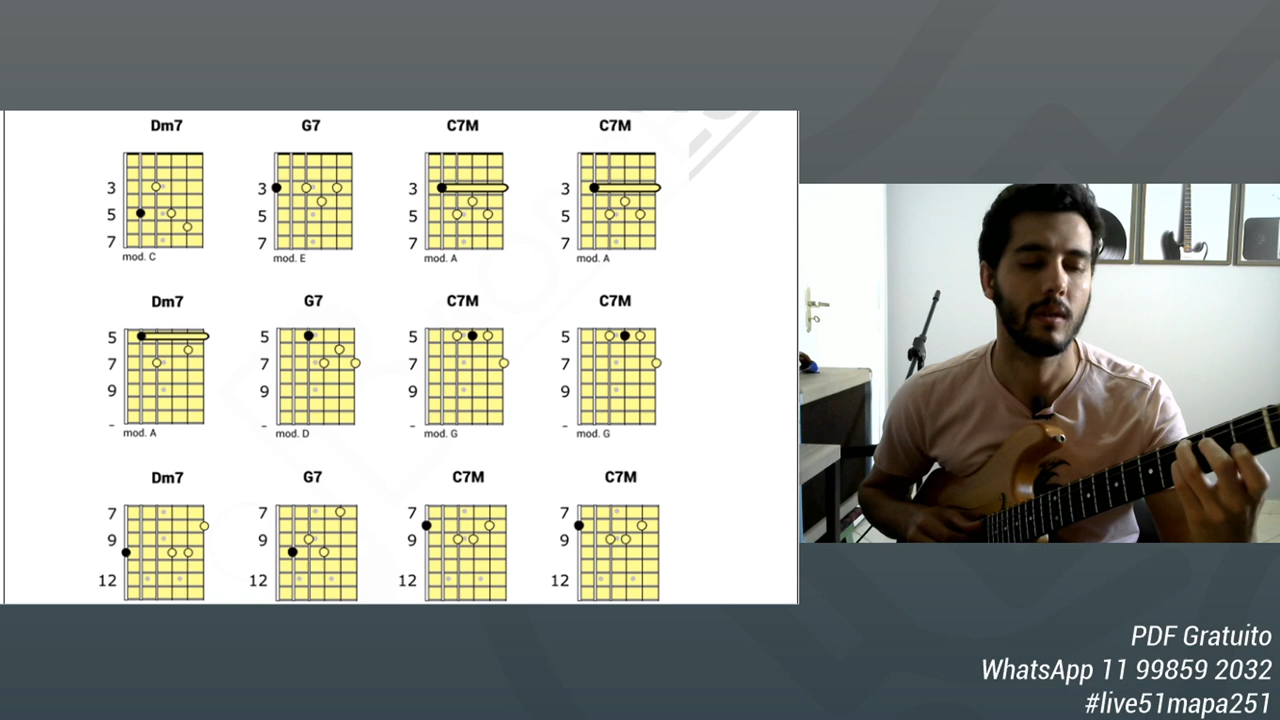 Dm7 G7 C7M C7M
3 3 3 3
5 5 5 5
7 7 7 7
mod. C mod. E mod. A mod. A
Dm7 G7 C7M C7M
5 5 5 5
7 7 7 7
9 9 9 9
- - - -
mod. A mod. D mod. G mod. G
Dm7 G7 C7M C7M
7 7 7 7
9 9 9 9
12 12 12 12
PDF Gratuito
WhatsApp 11 99859 2032
#live51mapa251